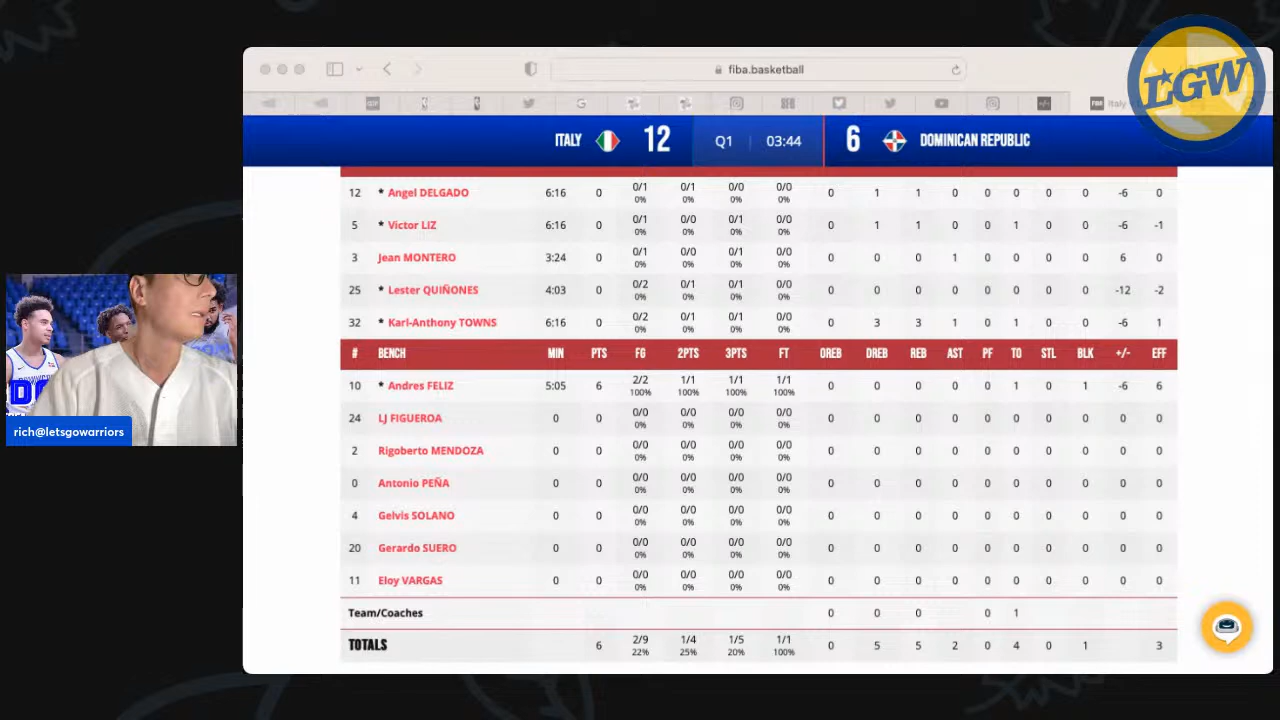 LGW
fiba.basketball
ITALY 12 Q1 03:44 6 DOMINICAN REPUBLIC
12 * Angel DELGADO 6:16 0 0/1 0% 0/1 0% 0/0 0% 0/0 0% 0 1 1 0 0 0 0 0 -6 0
5 * Victor LIZ 6:16 0 0/1 0% 0/0 0% 0/1 0% 0/0 0% 0 1 1 0 0 1 0 0 -6 -1
3 Jean MONTERO 3:24 0 0/1 0% 0/0 0% 0/1 0% 0/0 0% 0 0 0 1 0 0 0 0 6 0
25 * Lester QUIÑONES 4:03 0 0/2 0% 0/1 0% 0/1 0% 0/0 0% 0 0 0 0 0 0 0 0 -12 -2
32 * Karl-Anthony TOWNS 6:16 0 0/2 0% 0/1 0% 0/1 0% 0/0 0% 0 3 3 1 0 1 0 0 -6 1
# BENCH MIN PTS FG 2PTS 3PTS FT OREB DREB REB AST PF TO STL BLK +/- EFF
10 * Andres FELIZ 5:05 6 2/2 100% 1/1 100% 1/1 100% 1/1 100% 0 0 0 0 0 1 0 1 -6 6
24 LJ FIGUEROA 0 0 0/0 0% 0/0 0% 0/0 0% 0/0 0% 0 0 0 0 0 0 0 0 0 0
2 Rigoberto MENDOZA 0 0 0/0 0% 0/0 0% 0/0 0% 0/0 0% 0 0 0 0 0 0 0 0 0 0
0 Antonio PEÑA 0 0 0/0 0% 0/0 0% 0/0 0% 0/0 0% 0 0 0 0 0 0 0 0 0 0
4 Gelvis SOLANO 0 0 0/0 0% 0/0 0% 0/0 0% 0/0 0% 0 0 0 0 0 0 0 0 0 0
20 Gerardo SUERO 0 0 0/0 0% 0/0 0% 0/0 0% 0/0 0% 0 0 0 0 0 0 0 0 0 0
11 Eloy VARGAS 0 0 0/0 0% 0/0 0% 0/0 0% 0/0 0% 0 0 0 0 0 0 0 0 0 0
Team/Coaches 0 0 0 0 1
TOTALS 6 2/9 22% 1/4 25% 1/5 20% 1/1 100% 0 5 5 2 0 4 0 1 3
rich@letsgowarriors